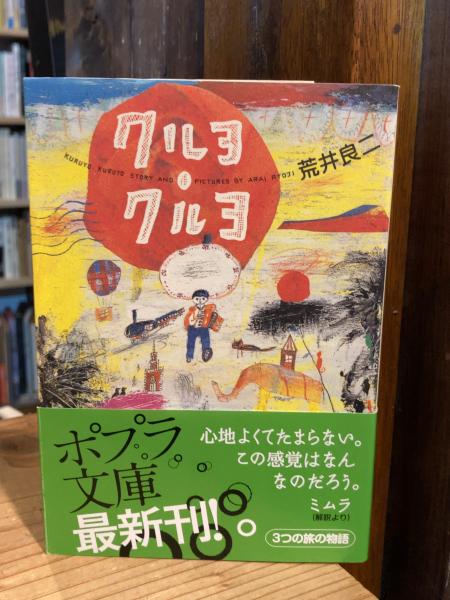 クルヨ
クルヨ
KURUYO, KURUYO STORY AND PICTURES BY ARAI RYOJI
荒井良二
ポプラ
文庫
最新刊!
心地よくてたまらない。
この感覚はなん
なのだろう。
ミムラ
(解説より)
3つの旅の物語